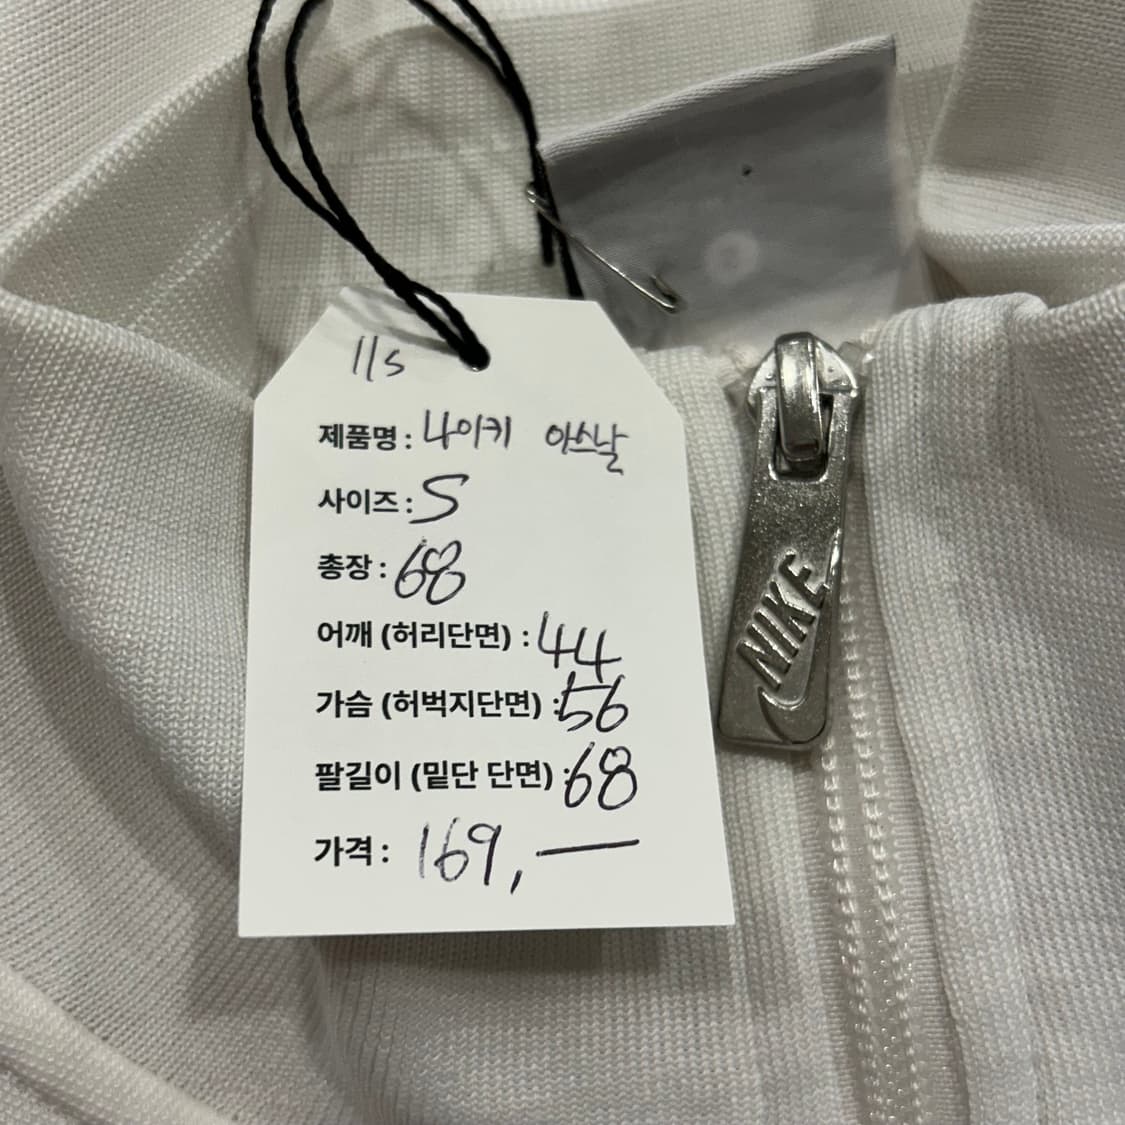 11s
제품명 : 나이키 아스날
사이즈 : S
총장 : 68
어깨 (허리단면) : 44
가슴 (허벅지단면) : 56
팔길이 (밑단 단면) : 68
가격 : 169,—
NIKE